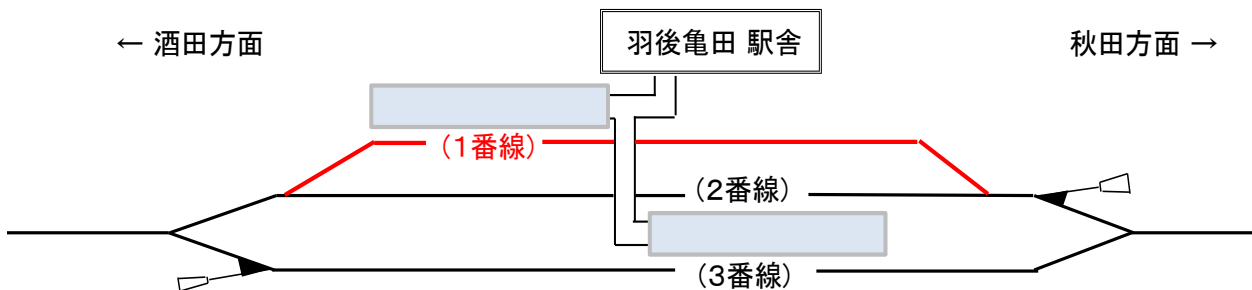 ← 酒田方面
羽後亀田 駅舎
秋田方面 →
(1番線)
(2番線)
(3番線)